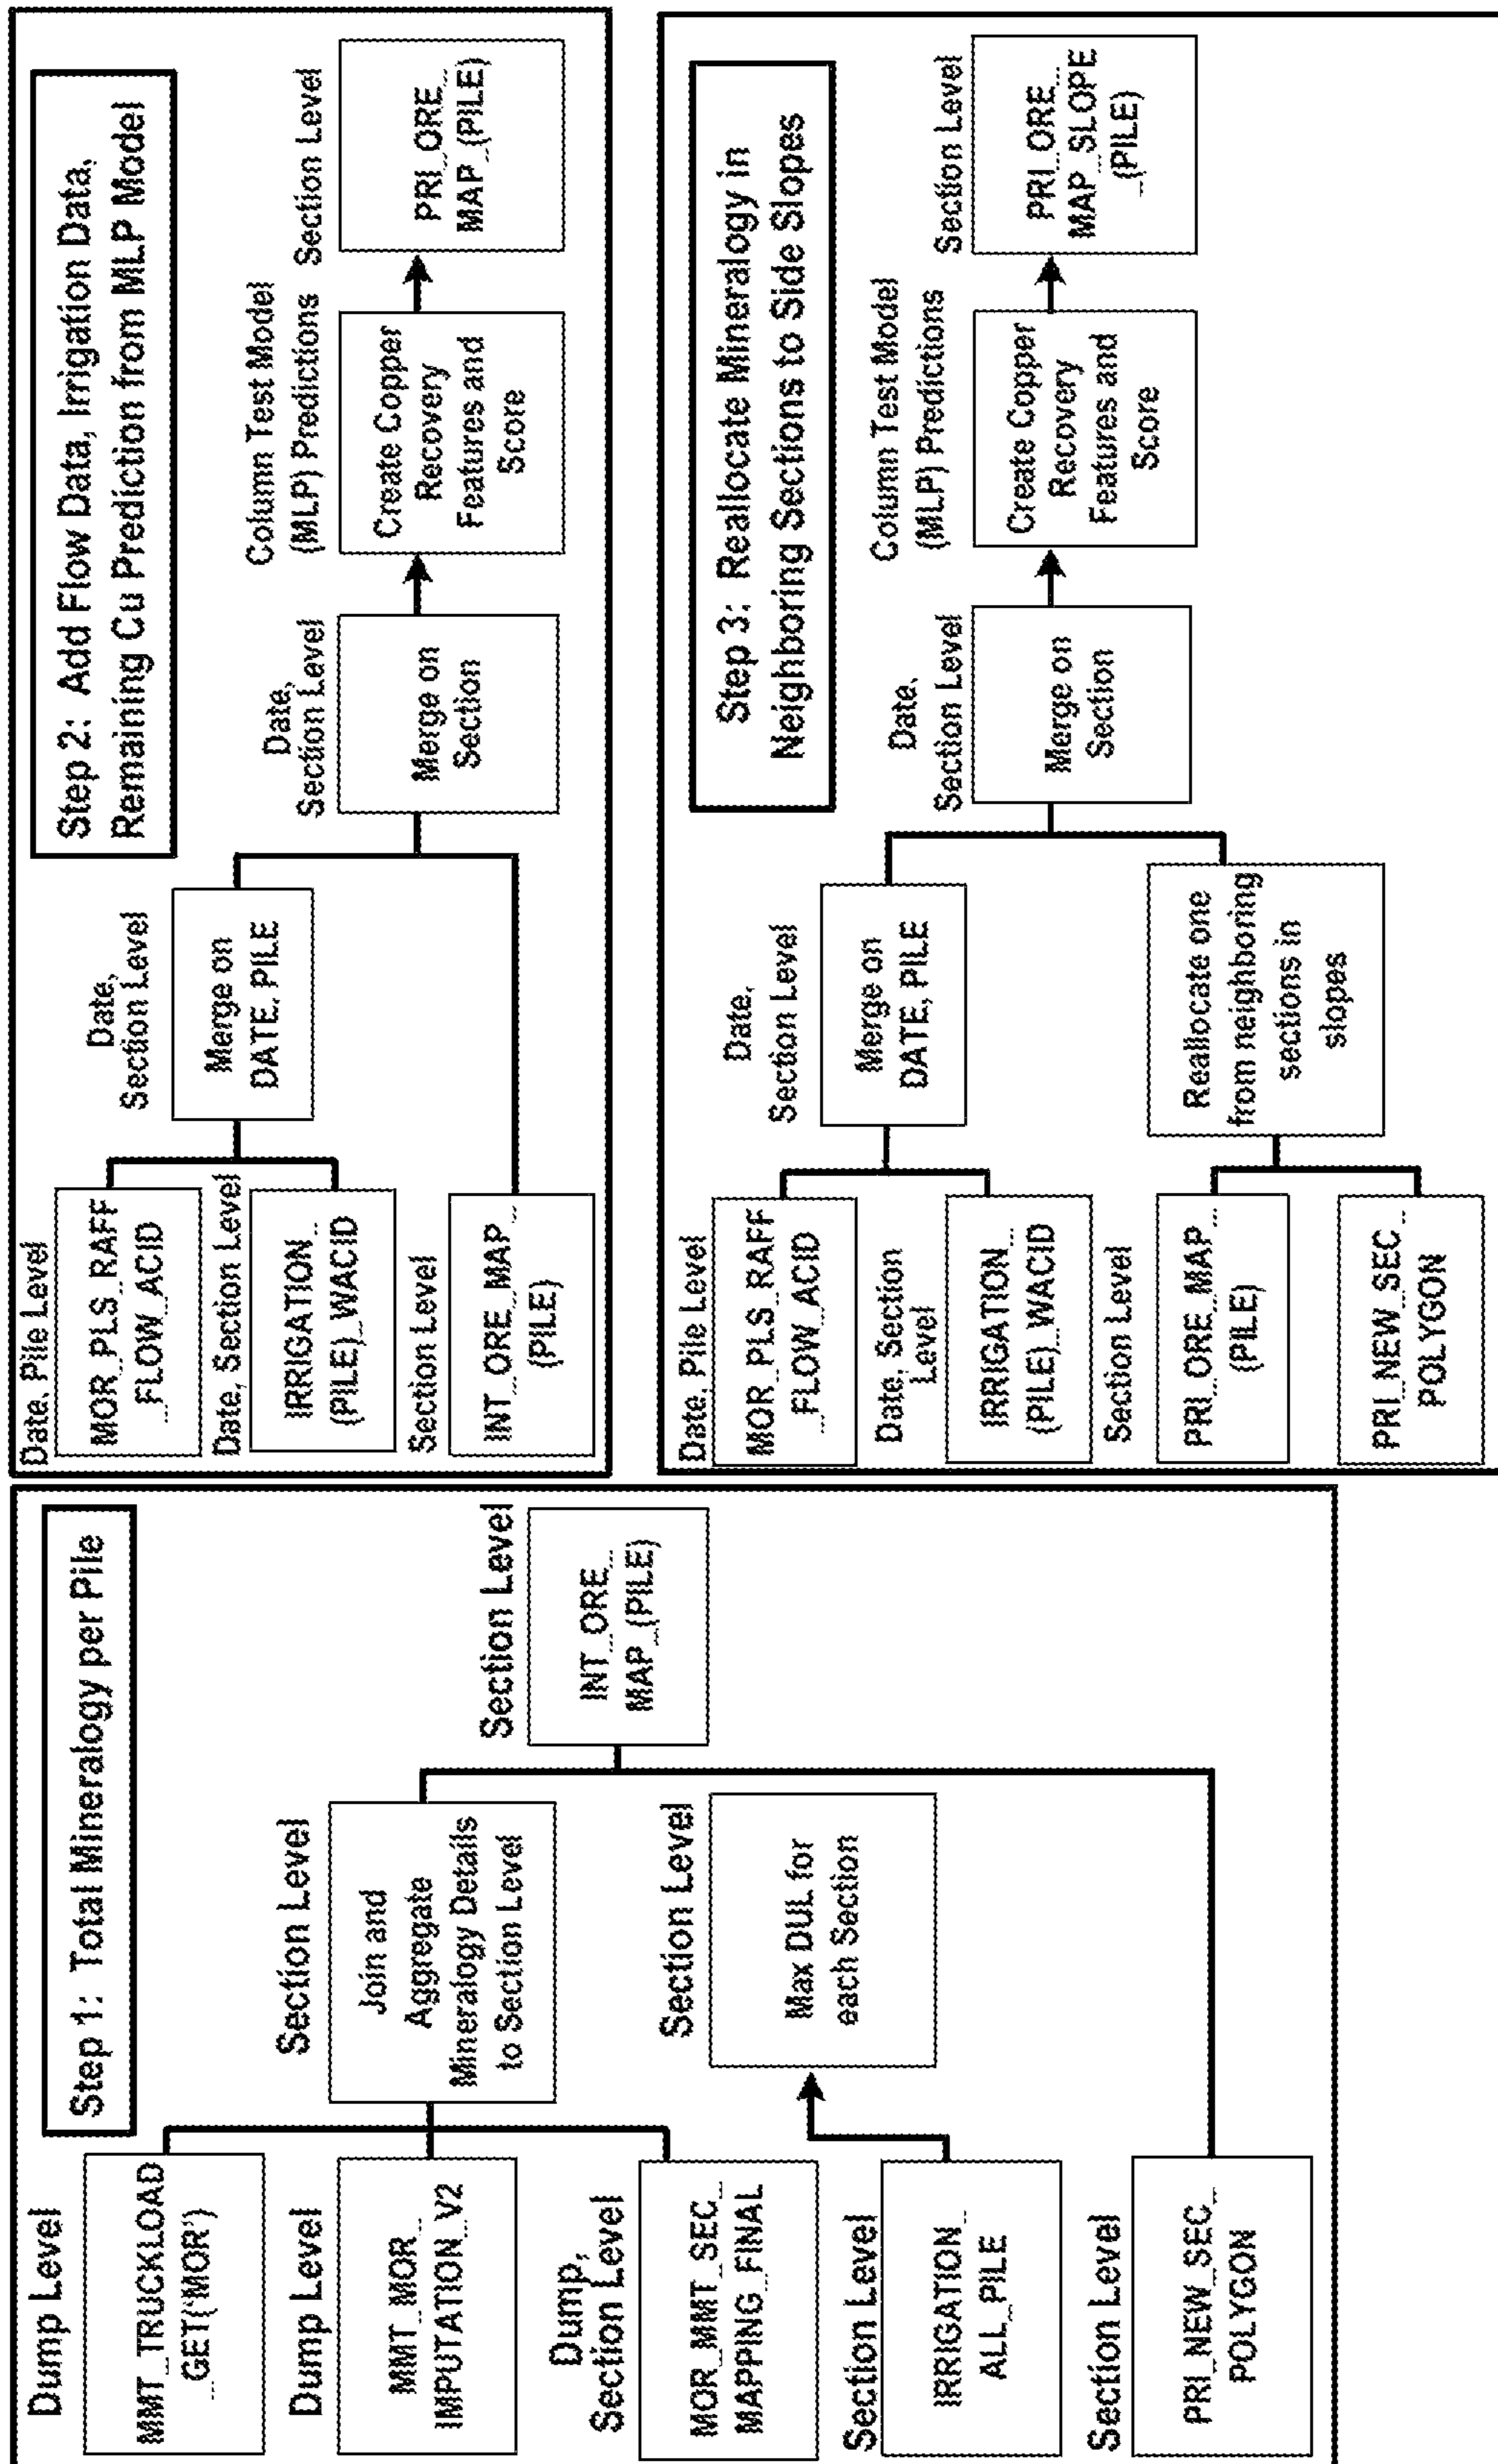 Step 1: Total Mineralogy per Pile
Dump Level
MMT_TRUCKLOAD
_GET('MOR')
Dump Level
MMT_MOR_
IMPUTATION_V2
Dump,
Section Level
MOR_MMT_SEC_
MAPPING_FINAL
Section Level
IRRIGATION_
ALL_PILE
Section Level
PRI_NEW_SEC_
POLYGON
Section Level
Join and
Aggregate
Mineralogy Details
to Section Level
Section Level
Max DUL for
each Section
Section Level
INT_ORE_
MAP_(PILE)
Step 2: Add Flow Data, Irrigation Data,
Remaining Cu Prediction from MLP Model
Date, Pile Level
MOR_PLS_RAFF
_FLOW_ACID
Date, Section Level
IRRIGATION_
(PILE)_WACID
Section Level
INT_ORE_MAP_
(PILE)
Date,
Section Level
Merge on
DATE, PILE
Date,
Section Level
Merge on
Section
Column Test Model
(MLP) Predictions
Create Copper
Recovery
Features and
Score
Section Level
PRI_ORE_
MAP_(PILE)
Step 3: Reallocate Mineralogy in
Neighboring Sections to Side Slopes
Date, Pile Level
MOR_PLS_RAFF
_FLOW_ACID
Date, Section
Level
IRRIGATION_
(PILE)_WACID
Section Level
PRI_ORE_MAP_
(PILE)
PRI_NEW_SEC_
POLYGON
Date,
Section Level
Merge on
DATE, PILE
Reallocate one
from neighboring
sections in
slopes
Date,
Section Level
Merge on
Section
Column Test Model
(MLP) Predictions
Create Copper
Recovery
Features and
Score
Section Level
PRI_ORE_
MAP_SLOPE
_(PILE)